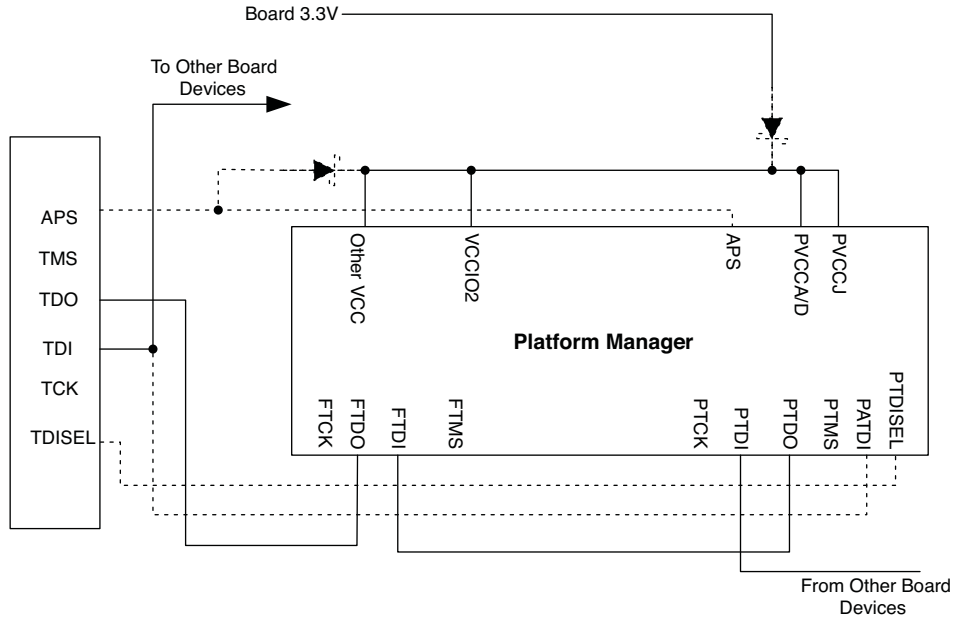 Board 3.3V
To Other Board
Devices
APS
TMS
TDO
TDI
TCK
TDISEL
Other VCC
VCCIO2
APS
PVCCA/D
PVCCJ
Platform Manager
FTCK
FTDO
FTDI
FTMS
PTCK
PTDI
PTDO
PTMS
PATDI
PTDISEL
From Other Board
Devices